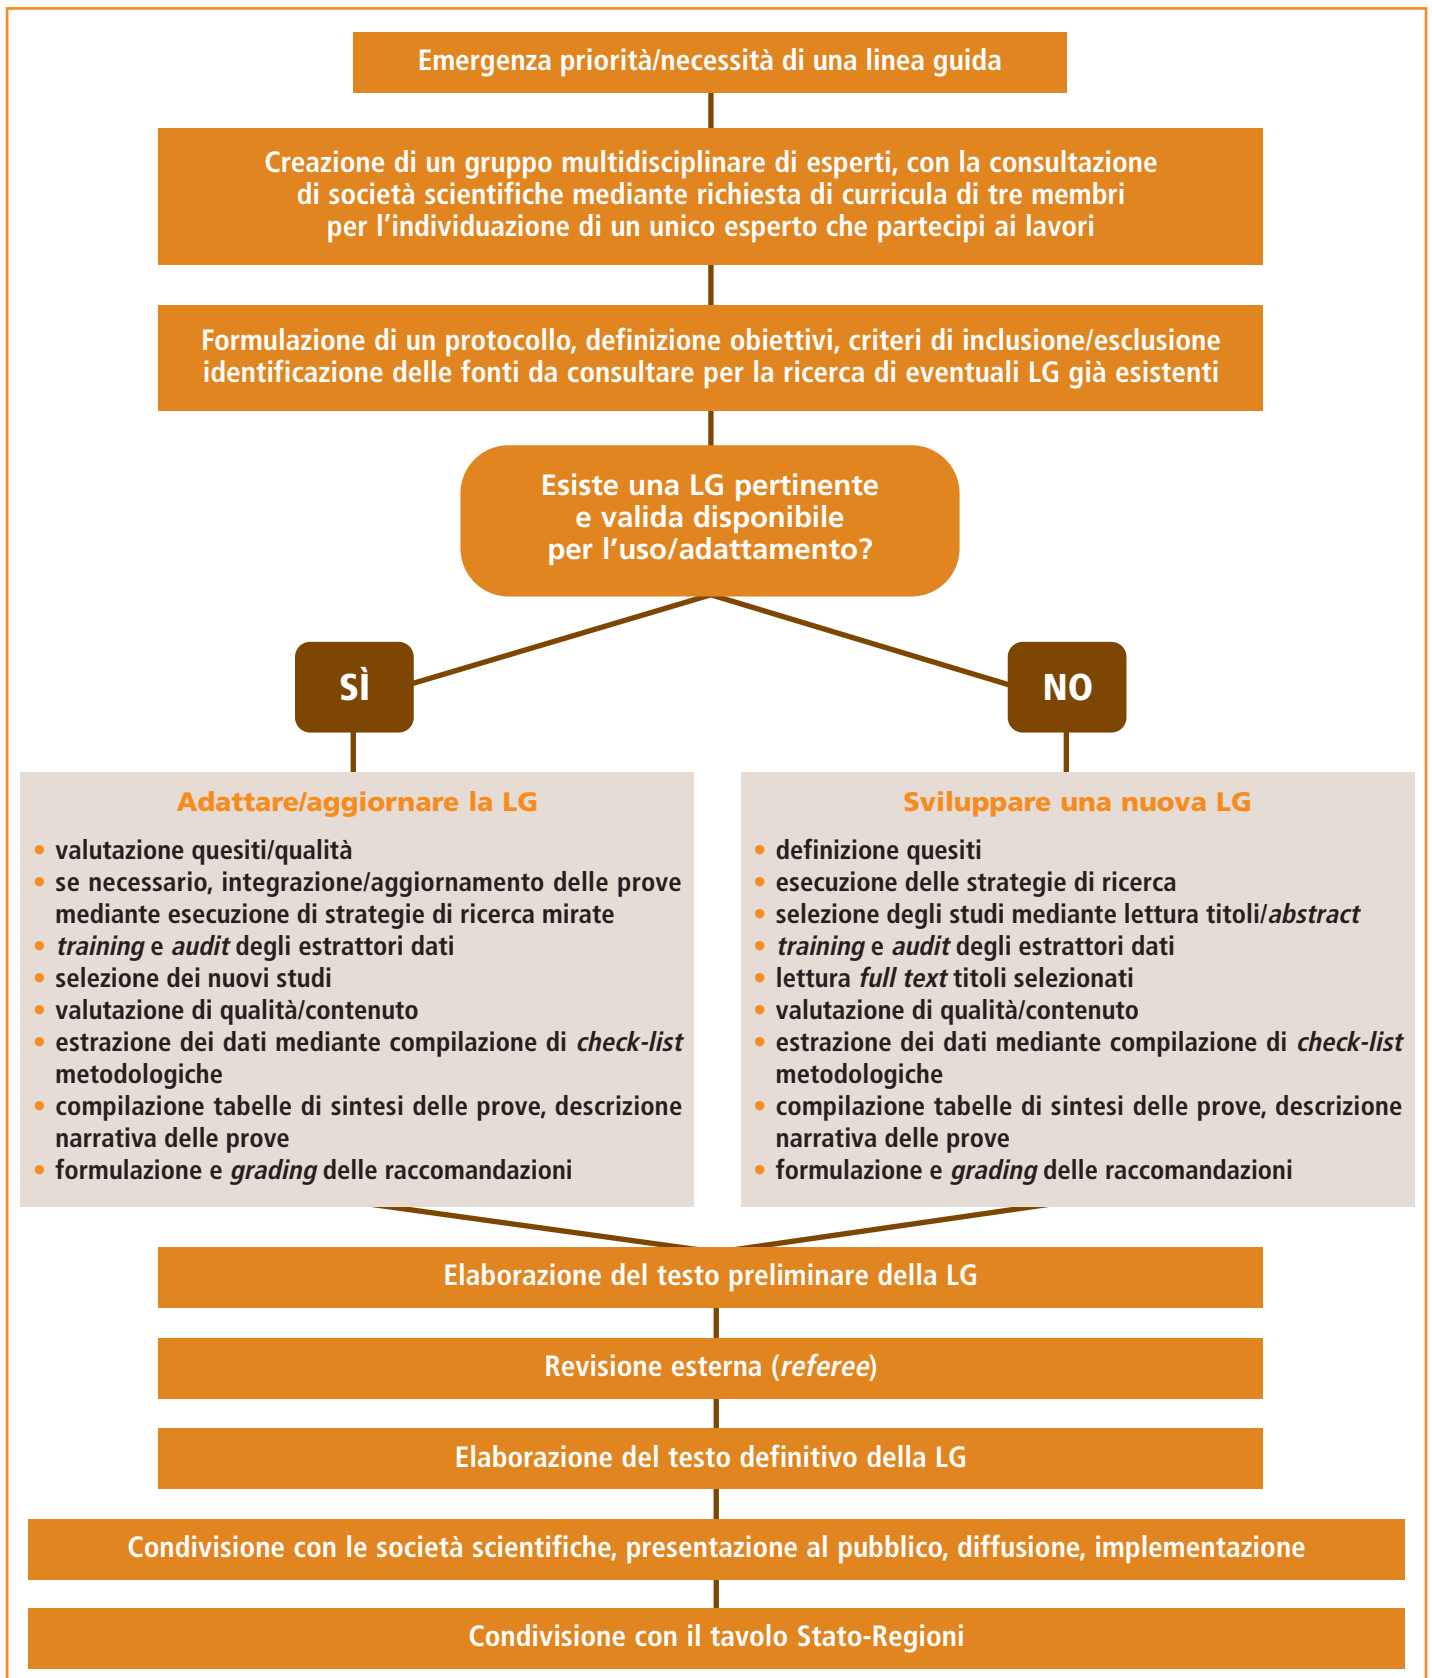 Emergenza priorità/necessità di una linea guida
Creazione di un gruppo multidisciplinare di esperti, con la consultazione
di società scientifiche mediante richiesta di curricula di tre membri
per l'individuazione di un unico esperto che partecipi ai lavori
Formulazione di un protocollo, definizione obiettivi, criteri di inclusione/esclusione
identificazione delle fonti da consultare per la ricerca di eventuali LG già esistenti
Esiste una LG pertinente
e valida disponibile
per l'uso/adattamento?
SÌ
NO
Adattare/aggiornare la LG
• valutazione quesiti/qualità
• se necessario, integrazione/aggiornamento delle prove
mediante esecuzione di strategie di ricerca mirate
• training e audit degli estrattori dati
• selezione dei nuovi studi
• valutazione di qualità/contenuto
• estrazione dei dati mediante compilazione di check-list
metodologiche
• compilazione tabelle di sintesi delle prove, descrizione
narrativa delle prove
• formulazione e grading delle raccomandazioni
Sviluppare una nuova LG
• definizione quesiti
• esecuzione delle strategie di ricerca
• selezione degli studi mediante lettura titoli/abstract
• training e audit degli estrattori dati
• lettura full text titoli selezionati
• valutazione di qualità/contenuto
• estrazione dei dati mediante compilazione di check-list
metodologiche
• compilazione tabelle di sintesi delle prove, descrizione
narrativa delle prove
• formulazione e grading delle raccomandazioni
Elaborazione del testo preliminare della LG
Revisione esterna (referee)
Elaborazione del testo definitivo della LG
Condivisione con le società scientifiche, presentazione al pubblico, diffusione, implementazione
Condivisione con il tavolo Stato-Regioni